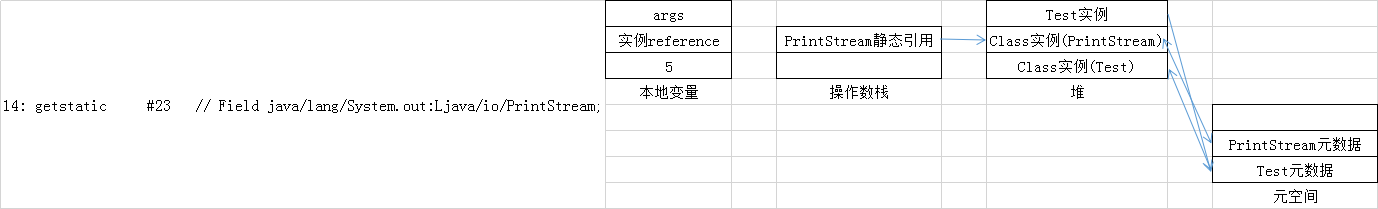 args
Test实例
实例reference
PrintStream静态引用
Class实例(PrintStream)
5
Class实例(Test)
本地变量
操作数栈
堆
14: getstatic #23 // Field java/lang/System.out:Ljava/io/PrintStream;
PrintStream元数据
Test元数据
元空间